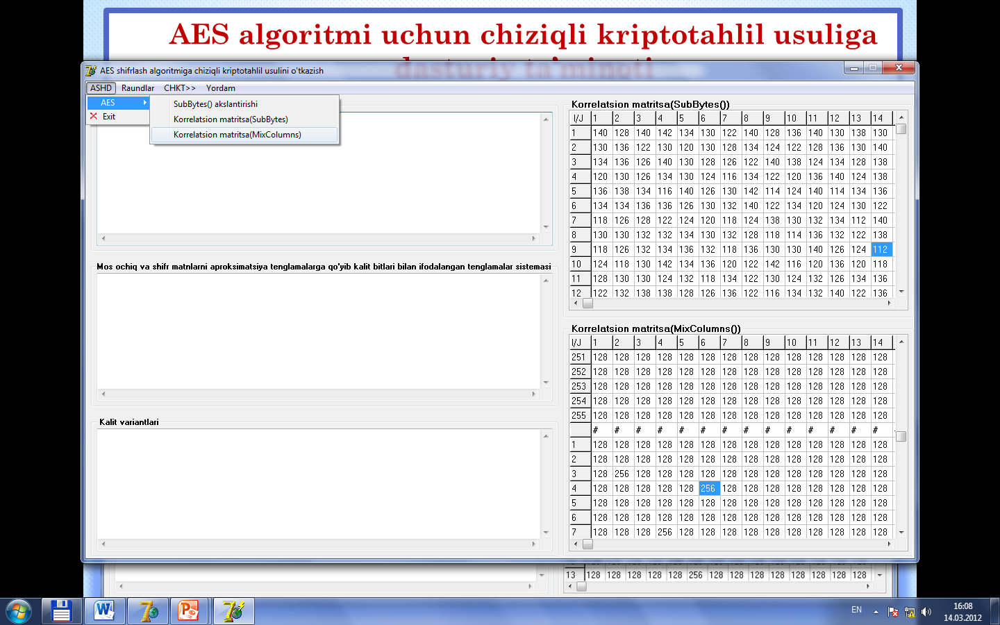 AES algoritmi uchun chiziqli kriptotahlil usuliga
dasturiy ta'minoti
AES shifrlash algoritmiga chiziqli kriptotahlil usulini o'tkazish
ASHD Raundlar CHKT>> Yordam
AES
Exit
SubBytes() akslantirishi
Korrelatsion matritsa(SubBytes)
Korrelatsion matritsa(MixColumns)
Mos ochiq va shifr matnlarni aproksimatsiya tenglamalarga qo'yib kalit bitlari bilan ifodalangan tenglamalar sistemasi
Kalit variantlari
Korrelatsion matritsa(SubBytes())
I/J 1 2 3 4 5 6 7 8 9 10 11 12 13 14
1 140 128 140 142 134 130 122 140 128 136 140 130 138 130
2 130 136 122 130 120 130 128 134 124 122 128 136 130 140
3 134 136 126 140 130 128 126 122 140 138 124 134 128 138
4 120 130 126 134 130 124 116 134 122 120 136 140 124 138
5 136 138 134 116 140 126 130 142 114 124 140 114 134 136
6 134 134 136 136 126 130 132 140 122 134 120 124 130 122
7 118 126 128 122 124 120 118 124 138 130 132 134 112 140
8 130 130 132 132 134 130 132 128 118 114 136 132 122 138
9 118 126 132 134 136 132 118 136 130 130 140 126 124 112
10 124 118 130 142 134 136 120 122 142 116 120 136 120 118
11 128 130 130 124 132 118 134 122 130 124 132 126 134 136
12 122 132 138 138 128 126 136 122 116 134 132 140 122 136
Korrelatsion matritsa(MixColumns())
I/J 1 2 3 4 5 6 7 8 9 10 11 12 13 14
251 128 128 128 128 128 128 128 128 128 128 128 128 128 128
252 128 128 128 128 128 128 128 128 128 128 128 128 128 128
253 128 128 128 128 128 128 128 128 128 128 128 128 128 128
254 128 128 128 128 128 128 128 128 128 128 128 128 128 128
255 128 128 128 128 128 128 128 128 128 128 128 128 128 128
# # # # # # # # # # # # # #
1 128 128 128 128 128 128 128 128 128 128 128 128 128 128
2 128 128 128 128 128 128 128 128 128 128 128 128 128 128
3 128 256 128 128 128 128 128 128 128 128 128 128 128 128
4 128 128 128 128 128 256 128 128 128 128 128 128 128 128
5 128 128 128 128 128 128 128 128 128 128 128 128 128 128
6 128 128 128 128 128 128 128 128 128 128 128 128 128 128
7 128 128 128 256 128 128 128 128 128 128 128 128 128 128
13 128 128 128 128 128 256 128 128 128 128 128 128 128 128
EN
16:08
14.03.2012